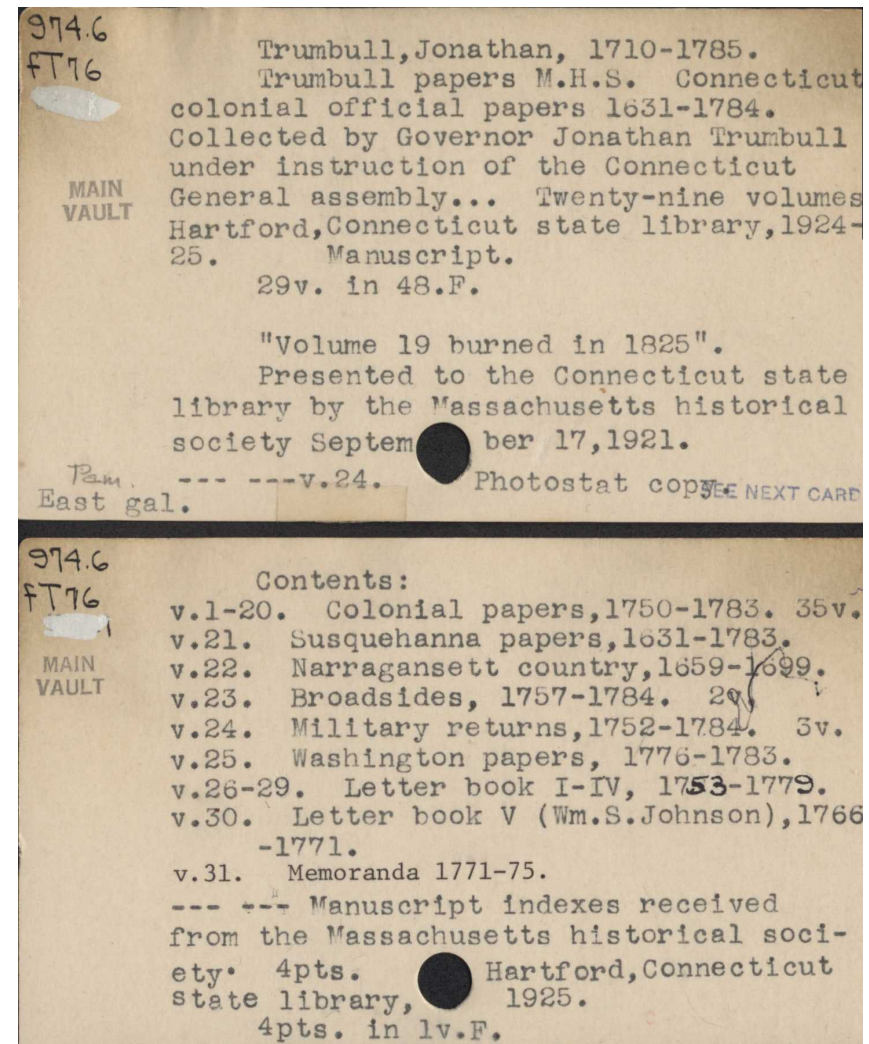 974.6
fT76
MAIN
VAULT
Trumbull,Jonathan, 1710-1785.
Trumbull papers M.H.S. Connecticut
colonial official papers 1631-1784.
Collected by Governor Jonathan Trumbull
under instruction of the Connecticut
General assembly... Twenty-nine volumes
Hartford,Connecticut state library,1924-
25. Manuscript.
29v. in 48.F.
"Volume 19 burned in 1825".
Presented to the Connecticut state
library by the Massachusetts historical
society Septem ber 17,1921.
--- ---v.24. Photostat copy.
Pam.
East gal.
SEE NEXT CARD
974.6
fT76
MAIN
VAULT
Contents:
v.1-20. Colonial papers,1750-1783. 35v.
v.21. Susquehanna papers,1631-1783.
v.22. Narragansett country,1659-1699.
v.23. Broadsides, 1757-1784.
v.24. Military returns,1752-1784. 3v.
v.25. Washington papers, 1776-1783.
v.26-29. Letter book I-IV, 1753-1779.
v.30. Letter book V (Wm.S.Johnson),1766
-1771.
v.31. Memoranda 1771-75.
--- --- Manuscript indexes received
from the Massachusetts historical soci-
ety. 4pts. Hartford,Connecticut
state library, 1925.
4pts. in 1v.F.